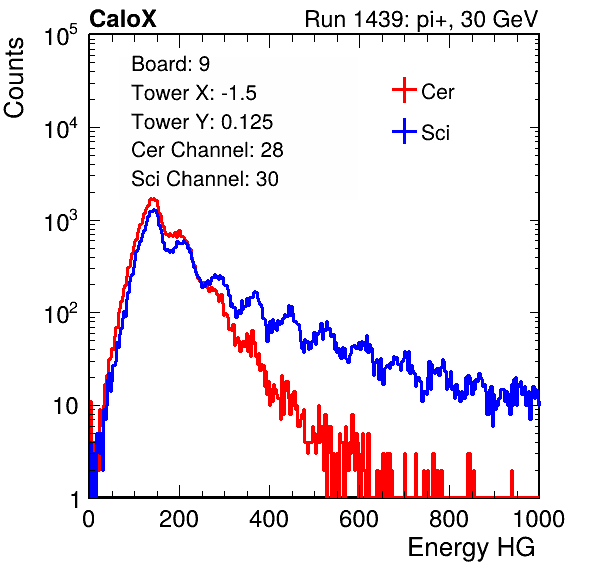 CaloX Run 1439: pi+, 30 GeV
Counts
Board: 9
Tower X: -1.5
Tower Y: 0.125
Cer Channel: 28
Sci Channel: 30
Cer
Sci
10^5
10^4
10^3
10^2
10
1
0 200 400 600 800 1000
Energy HG